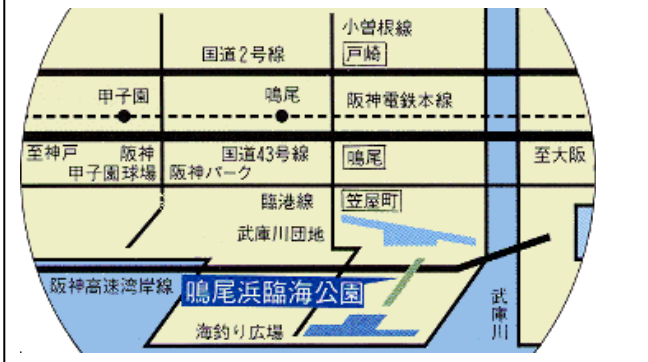 小曽根線
国道2号線
戸崎
甲子園
鳴尾
阪神電鉄本線
至神戸
阪神
甲子園球場
国道43号線
阪神パーク
鳴尾
至大阪
臨港線
笠屋町
武庫川団地
阪神高速湾岸線
鳴尾浜臨海公園
武庫川
海釣り広場